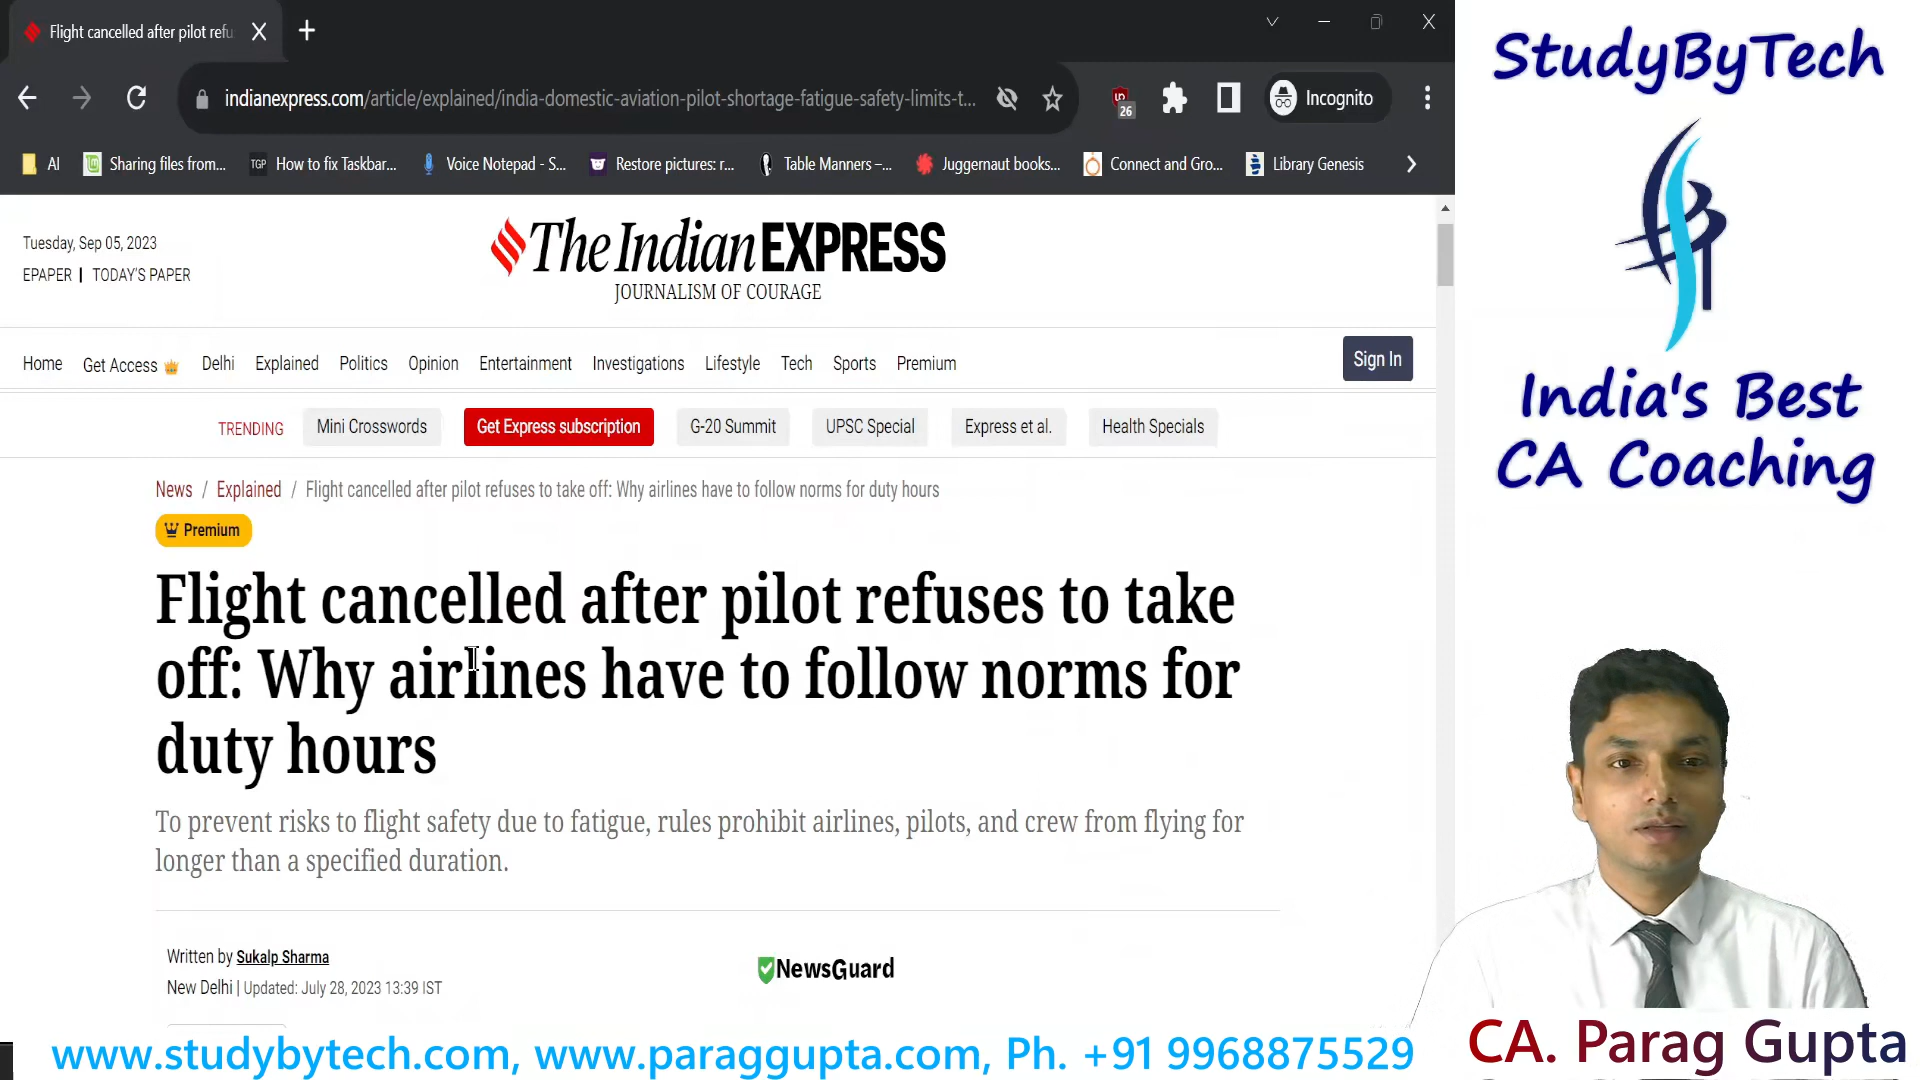 Flight cancelled after pilot refu
indianexpress.com/article/explained/india-domestic-aviation-pilot-shortage-fatigue-safety-limits-t...
26
Incognito
AI
Sharing files from...
TGP How to fix Taskbar...
Voice Notepad - S...
Restore pictures: r...
Table Manners –...
Juggernaut books...
Connect and Gro...
Library Genesis
Tuesday, Sep 05, 2023
EPAPER | TODAY'S PAPER
The Indian EXPRESS
JOURNALISM OF COURAGE
Home Get Access Delhi Explained Politics Opinion Entertainment Investigations Lifestyle Tech Sports Premium
Sign In
TRENDING Mini Crosswords Get Express subscription G-20 Summit UPSC Special Express et al. Health Specials
News / Explained / Flight cancelled after pilot refuses to take off: Why airlines have to follow norms for duty hours
Premium
Flight cancelled after pilot refuses to take
off: Why airlines have to follow norms for
duty hours
To prevent risks to flight safety due to fatigue, rules prohibit airlines, pilots, and crew from flying for
longer than a specified duration.
Written by Sukalp Sharma
New Delhi | Updated: July 28, 2023 13:39 IST
NewsGuard
StudyByTech
India's Best
CA Coaching
www.studybytech.com, www.paraggupta.com, Ph. +91 9968875529
CA. Parag Gupta